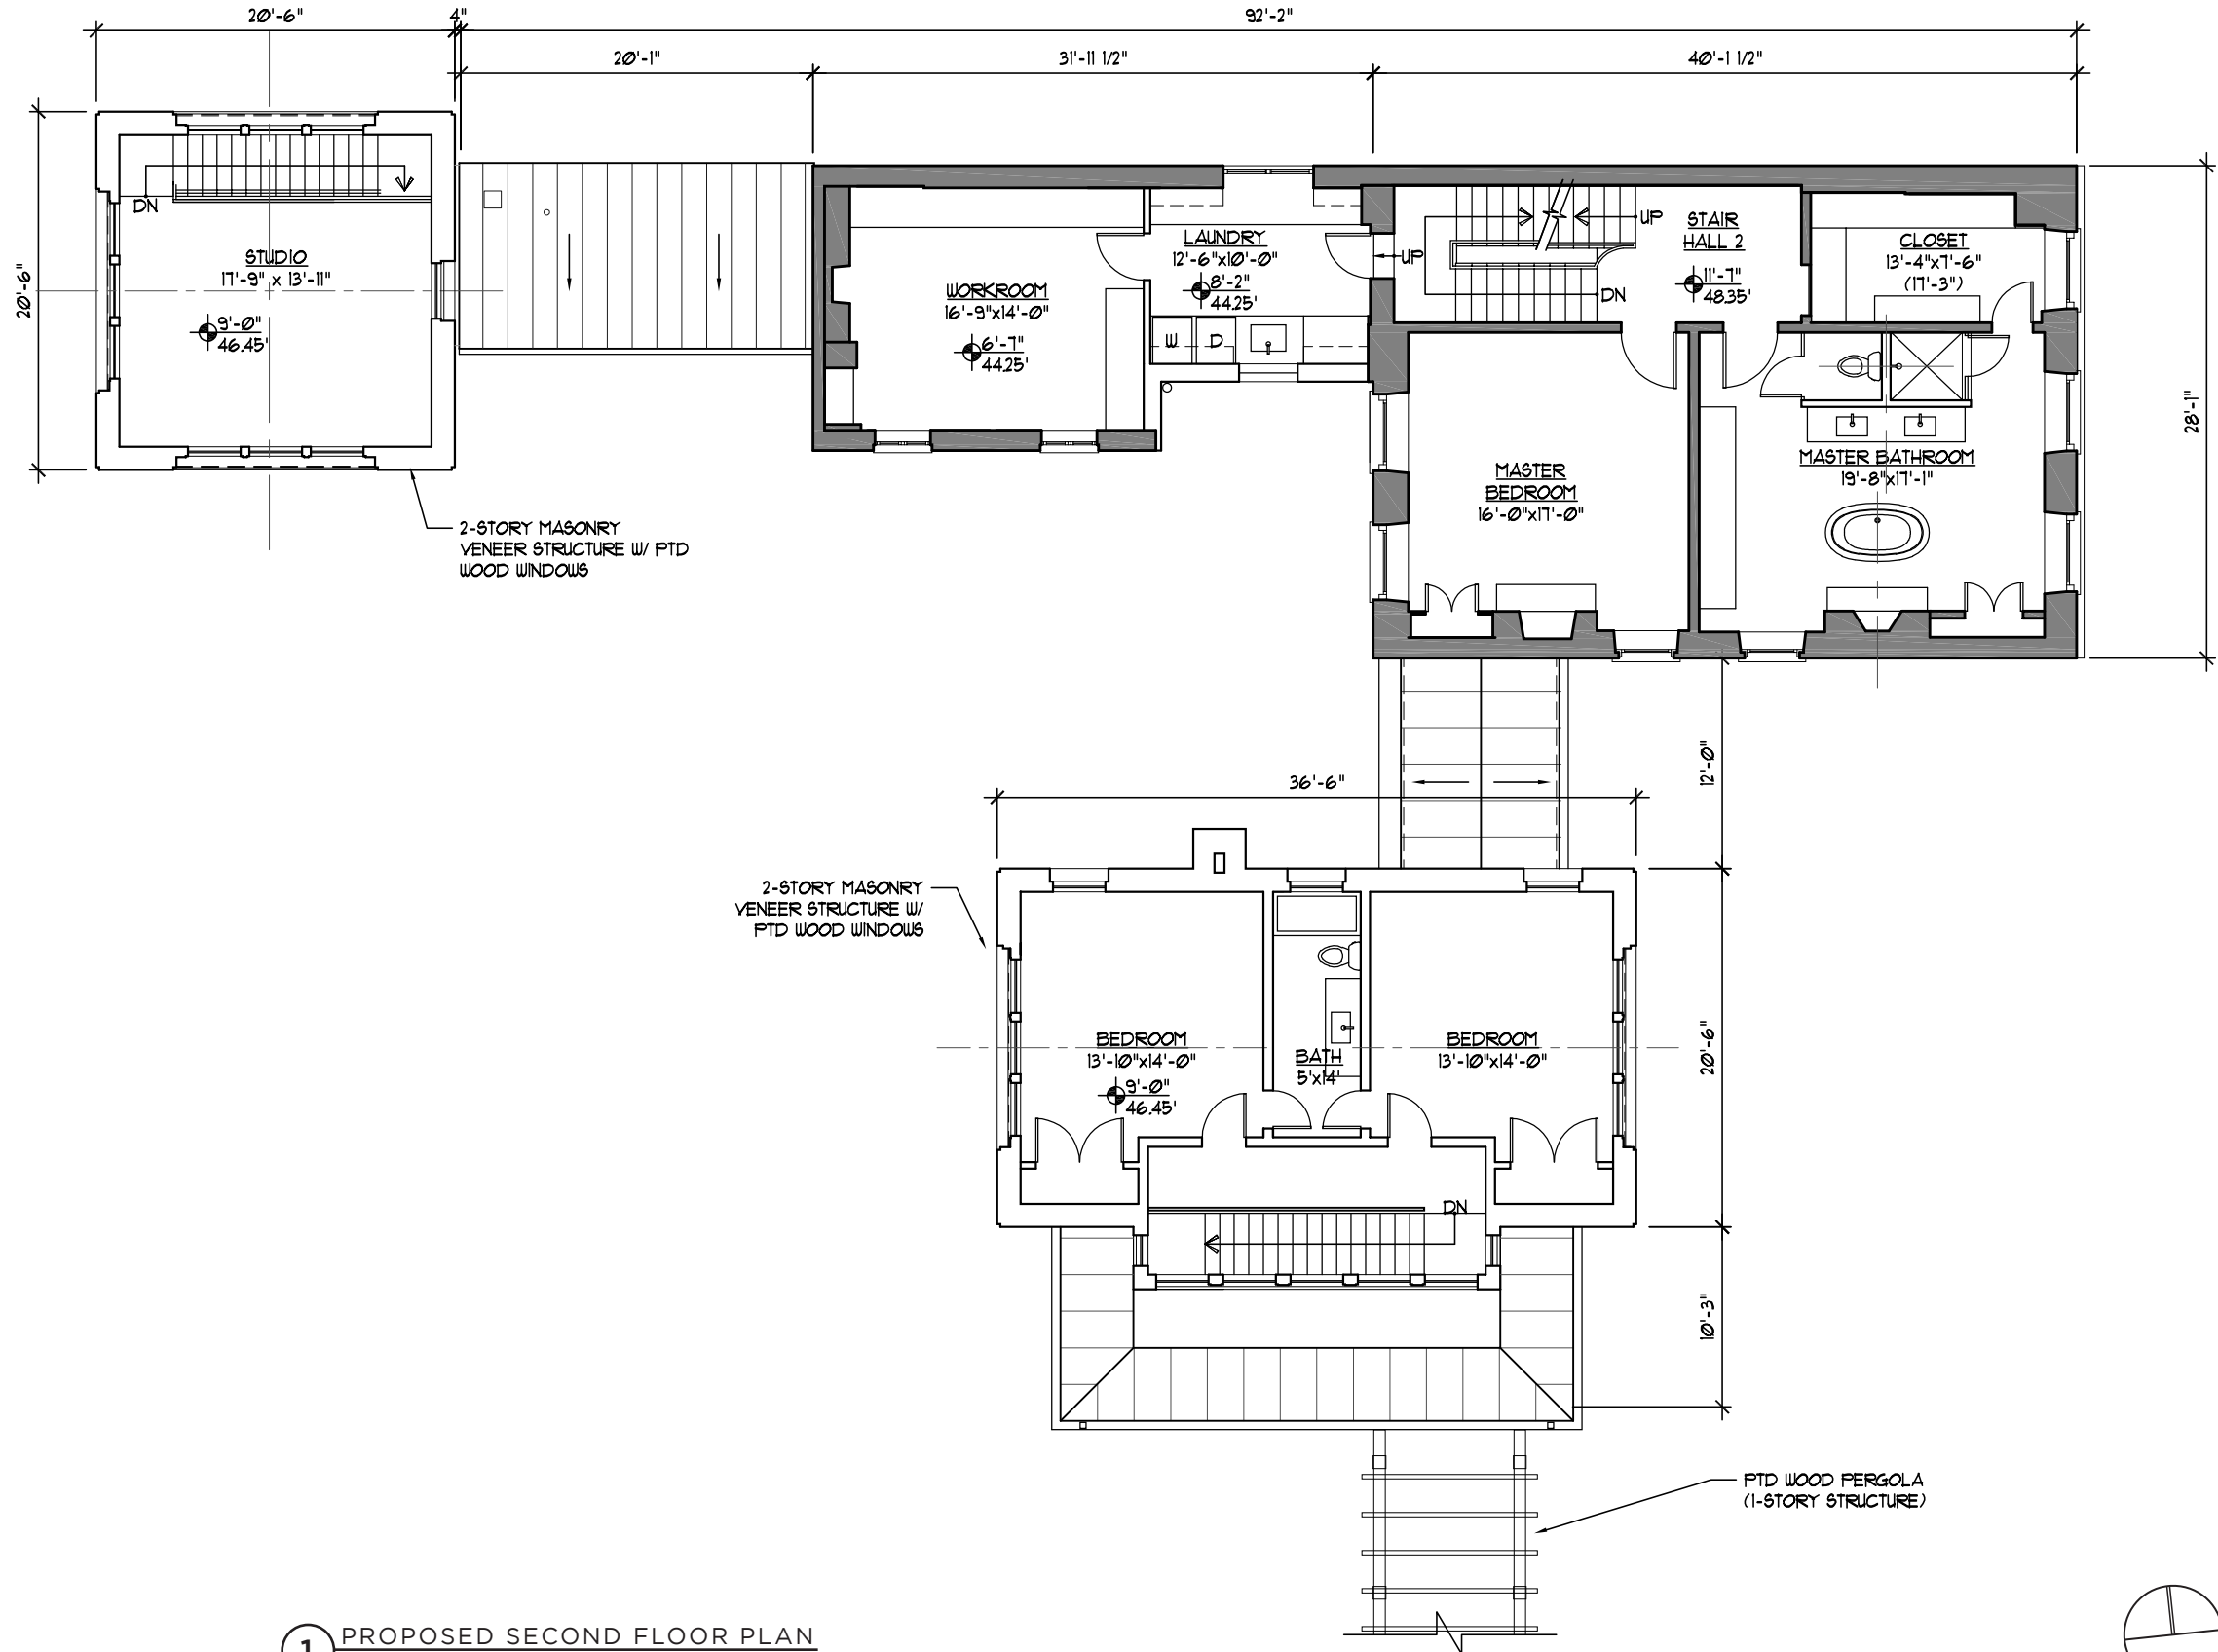 20'-6"
4"
92'-2"
20'-1"
31'-11 1/2"
40'-1 1/2"
20'-6"
28'-1"
DN
STUDIO
17'-9" x 13'-11"
9'-0"
46.45'
WORKROOM
16'-9"x14'-0"
6'-7"
44.25'
LAUNDRY
12'-6"x10'-0"
8'-2"
44.25'
W
D
UP
UP
DN
STAIR
HALL 2
11'-7"
48.35'
CLOSET
13'-4"x7'-6"
(17'-3")
MASTER
BEDROOM
16'-0"x17'-0"
MASTER BATHROOM
19'-8"x17'-1"
2-STORY MASONRY
VENEER STRUCTURE W/ PTD
WOOD WINDOWS
12'-0"
36'-6"
2-STORY MASONRY
VENEER STRUCTURE W/
PTD WOOD WINDOWS
BEDROOM
13'-10"x14'-0"
9'-0"
46.45'
BATH
5'x14'
BEDROOM
13'-10"x14'-0"
20'-6"
DN
10'-3"
PTD WOOD PERGOLA
(1-STORY STRUCTURE)
1
PROPOSED SECOND FLOOR PLAN